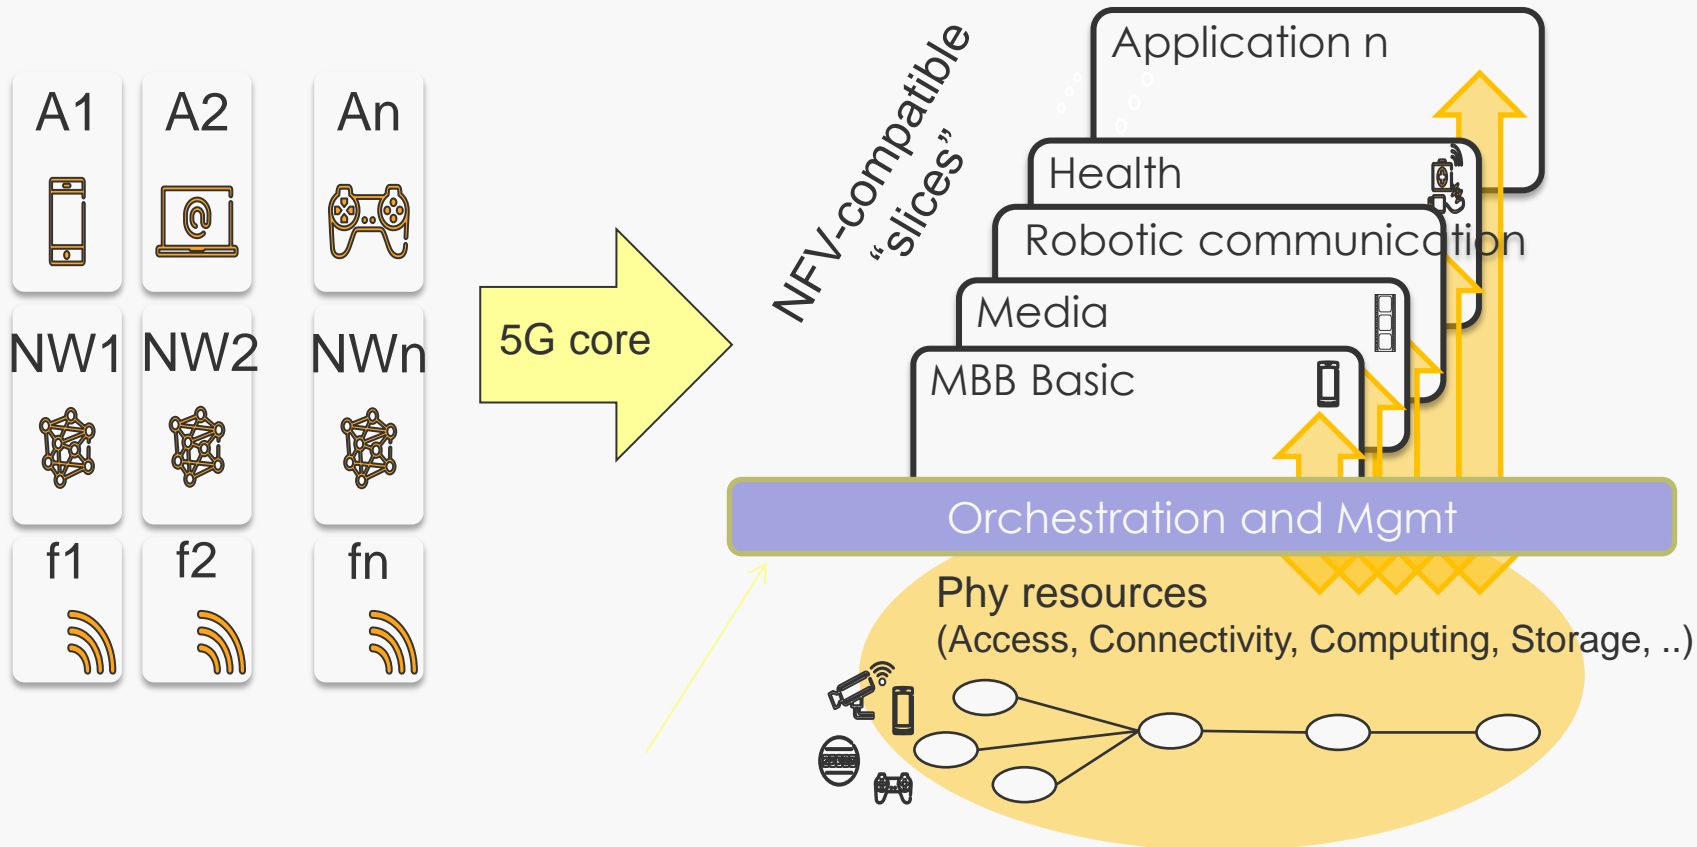 A1
A2
An
NW1
NW2
NWn
f1
f2
fn
5G core
NFV-compatible
“slices”
Application n
Health
Robotic communication
Media
MBB Basic
Orchestration and Mgmt
Phy resources
(Access, Connectivity, Computing, Storage, ..)